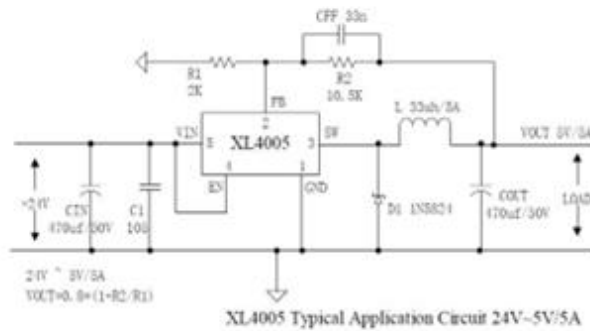 CFF 33n
R1
2K
R2
10.5K
FB
2
L 33uh/5A
VIN
5
XL4005
3
SW
VOUT 5V/5A
4
EN
1
GND
+24V
CIN
470uf/50V
C1
105
D1 1N5824
COUT
470uf/50V
LOAD
24V ~ 5V/5A
VOUT=0.8*(1+R2/R1)
XL4005 Typical Application Circuit 24V~5V/5A